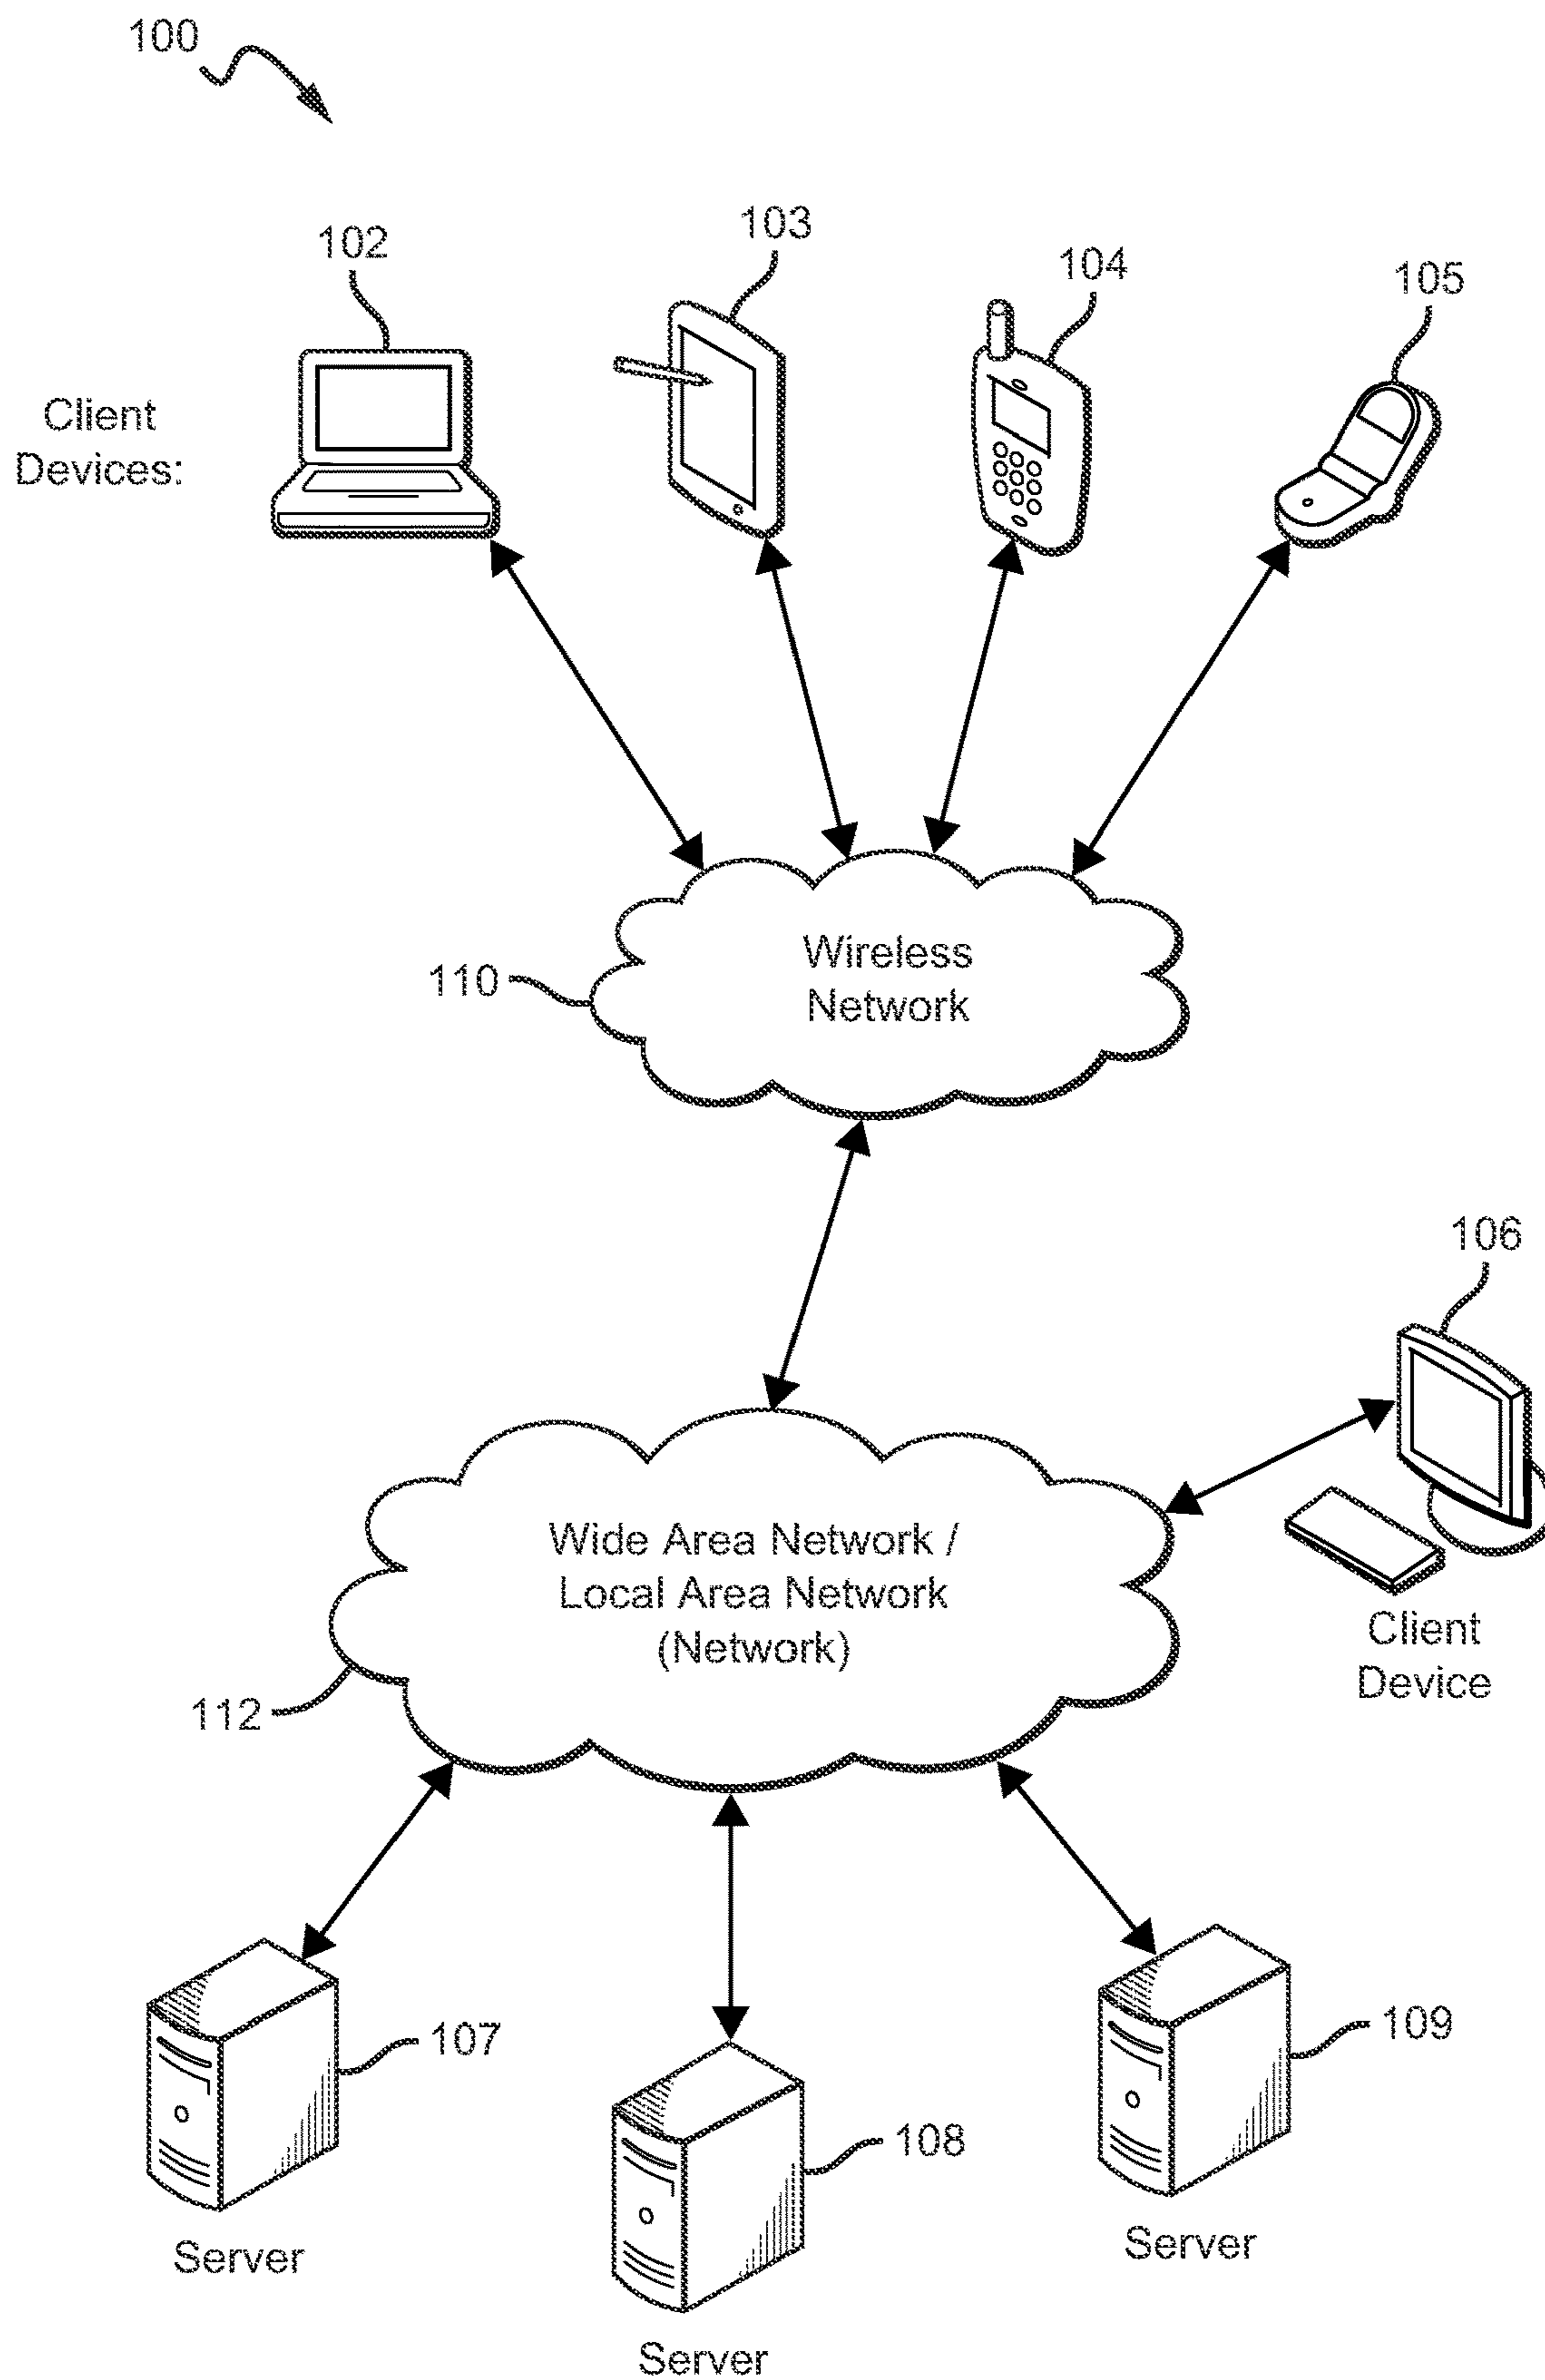 100
102
103
104
105
Client
Devices:
Wireless
Network
110
106
Wide Area Network /
Local Area Network
(Network)
Client
Device
112
107
108
109
Server
Server
Server